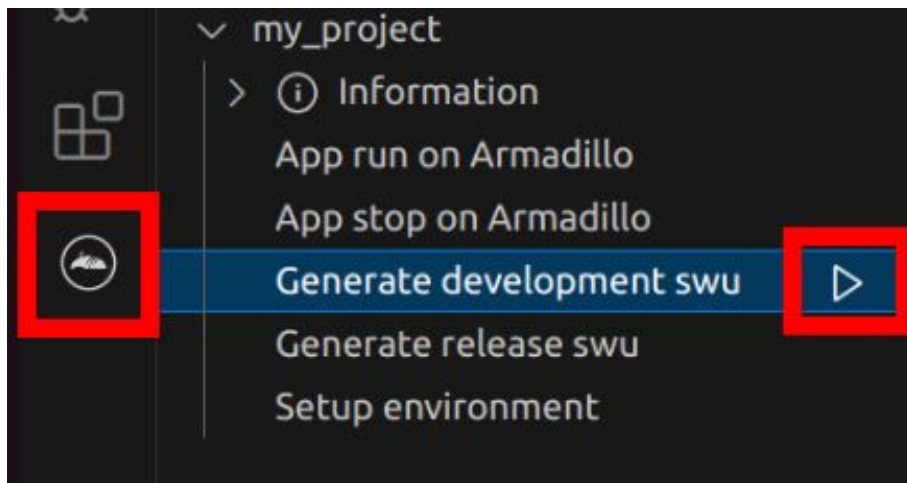 my_project
Information
App run on Armadillo
App stop on Armadillo
Generate development swu
Generate release swu
Setup environment